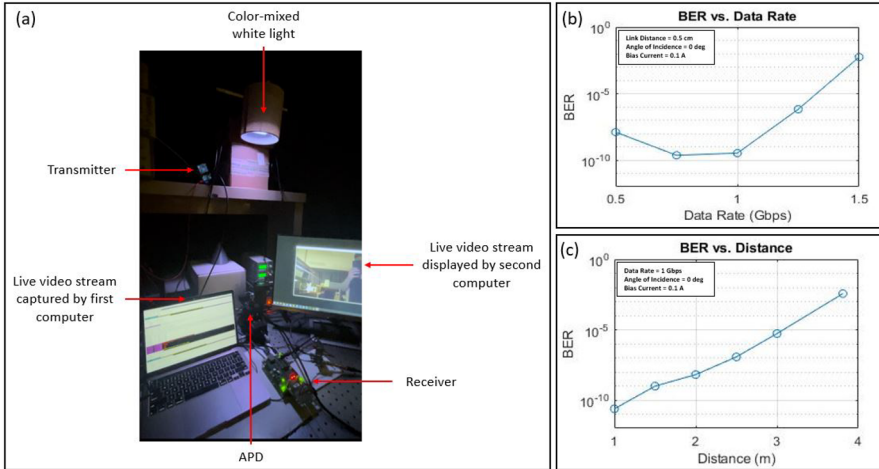 (a)
Color-mixed
white light
Transmitter
Live video stream
captured by first
computer
Live video stream
displayed by second
computer
Receiver
APD
(b)
BER vs. Data Rate
Link Distance = 0.5 cm
Angle of Incidence = 0 deg
Bias Current = 0.1 A
BER
10^0
10^-5
10^-10
0.5
1
1.5
Data Rate (Gbps)
(c)
BER vs. Distance
Data Rate = 1 Gbps
Angle of Incidence = 0 deg
Bias Current = 0.1 A
BER
10^0
10^-5
10^-10
1
2
3
4
Distance (m)